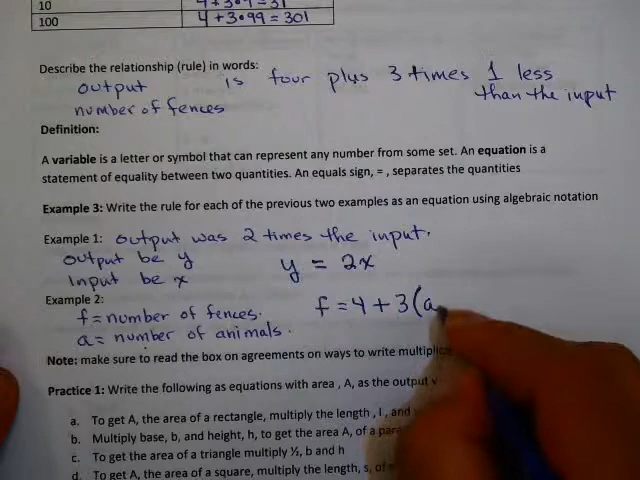 10 4+3•9=31
100 4+3•99=301
Describe the relationship (rule) in words:
output is four plus 3 times 1 less
number of fences than the input
Definition:
A variable is a letter or symbol that can represent any number from some set. An equation is a
statement of equality between two quantities. An equals sign, = , separates the quantities
Example 3: Write the rule for each of the previous two examples as an equation using algebraic notation
Example 1: output was 2 times the input.
output be y y = 2x
Input be x
Example 2:
f = number of fences. f = 4 + 3(a
a = number of animals.
Note: make sure to read the box on agreements on ways to write
Practice 1: Write the following as equations with area , A, as the output
a. To get A, the area of a rectangle, multiply the length , l , and
b. Multiply base, b, and height, h, to get the area A, of a
c. To get the area of a triangle multiply ½, b and h
d. To get A, the area of a square, multiply the length, s, of